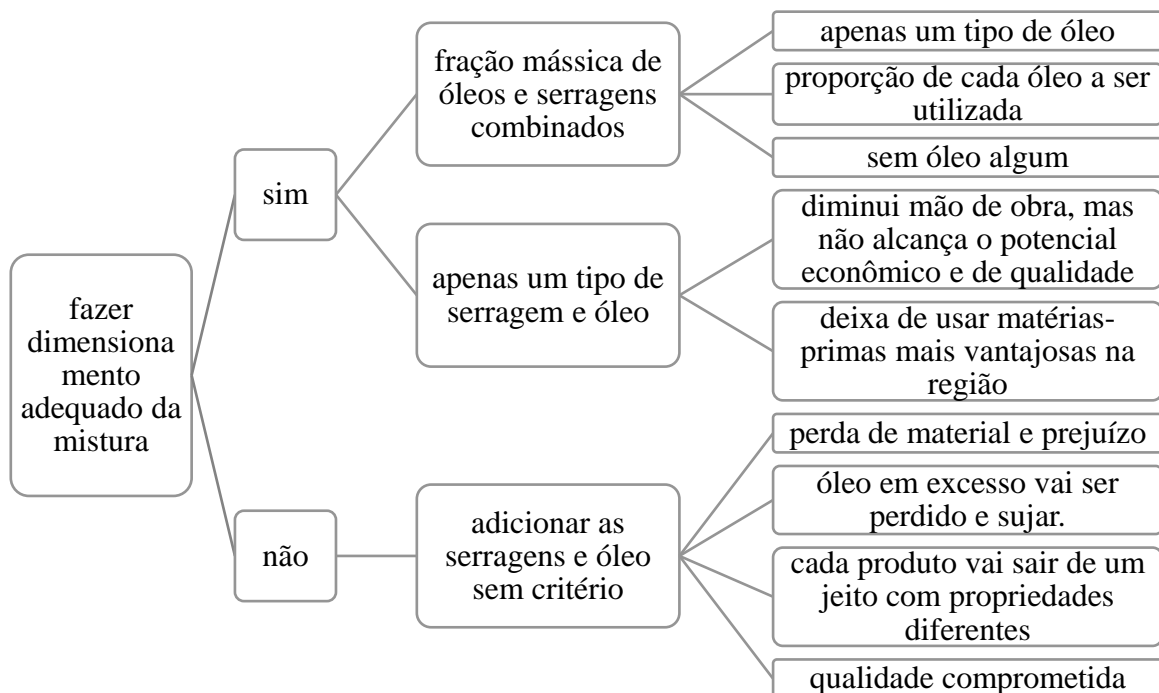 fazer
dimensiona
mento
adequado da
mistura
sim
fração mássica de
óleos e serragens
combinados
apenas um tipo de óleo
proporção de cada óleo a ser
utilizada
sem óleo algum
apenas um tipo de
serragem e óleo
diminui mão de obra, mas
não alcança o potencial
econômico e de qualidade
deixa de usar matérias-
primas mais vantajosas na
região
não
adicionar as
serragens e óleo
sem critério
perda de material e prejuízo
óleo em excesso vai ser
perdido e sujar.
cada produto vai sair de um
jeito com propriedades
diferentes
qualidade comprometida